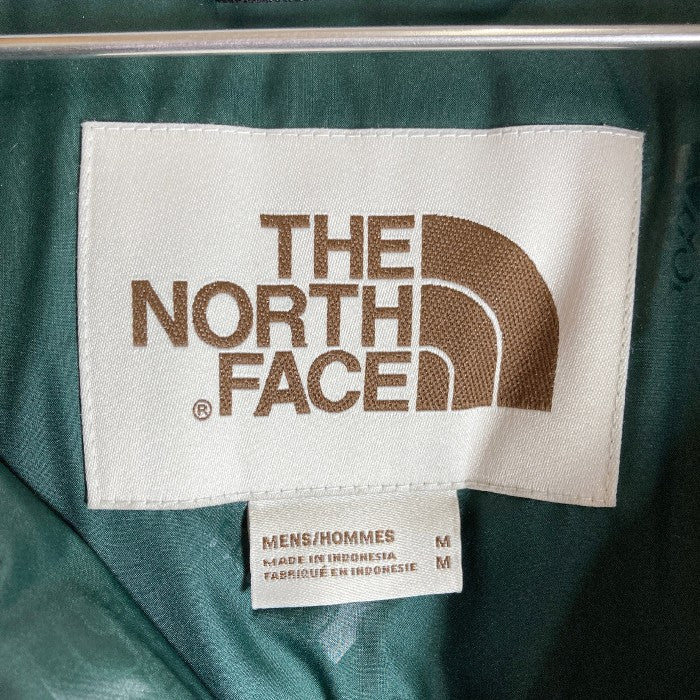 THE
NORTH
® FACE
MENS/HOMMES M
MADE IN INDONESIA
FABRIQUÉ EN INDONESIE M